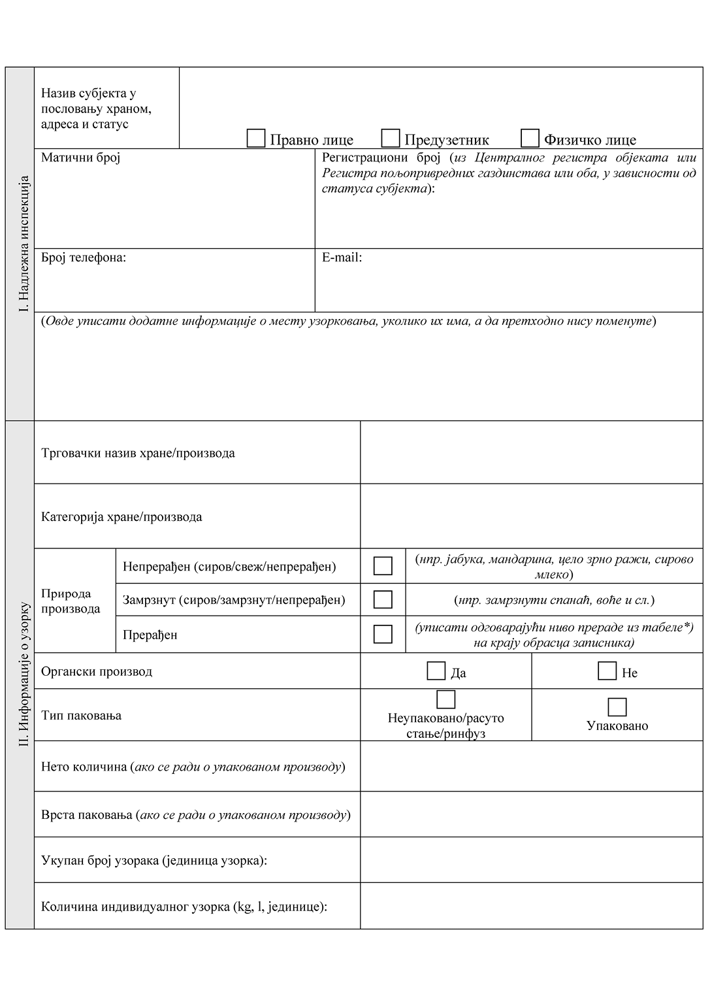 I. Надлежна инспекција
Назив субјекта у
пословању храном,
адреса и статус
Правно лице Предузетник Физичко лице
Матични број
Регистрациони број (из Централног регистра објеката или
Регистра пољопривредних газдинстава или оба, у зависности од
статуса субјекта):
Број телефона:
E-mail:
(Овде уписати додатне информације о месту узорковања, уколико их има, а да претходно нису поменуте)
II. Информације о узорку
Трговачки назив хране/производа
Категорија хране/производа
Природа
производа
Непрерађен (сиров/свеж/непрерађен)
(нпр. јабука, мандарина, цело зрно ражи, сирово
млеко)
Замрзнут (сиров/замрзнут/непрерађен)
(нпр. замрзнути спанаћ, воће и сл.)
Прерађен
(уписати одговарајући ниво прераде из табеле*)
на крају обрасца записника)
Органски производ
Да
Не
Тип паковања
Неупаковано/расуто
стање/ринфуз
Упаковано
Нето количина (ако се ради о упакованом производу)
Врста паковања (ако се ради о упакованом производу)
Укупан број узорака (јединица узорка):
Количина индивидуалног узорка (kg, l, јединице):